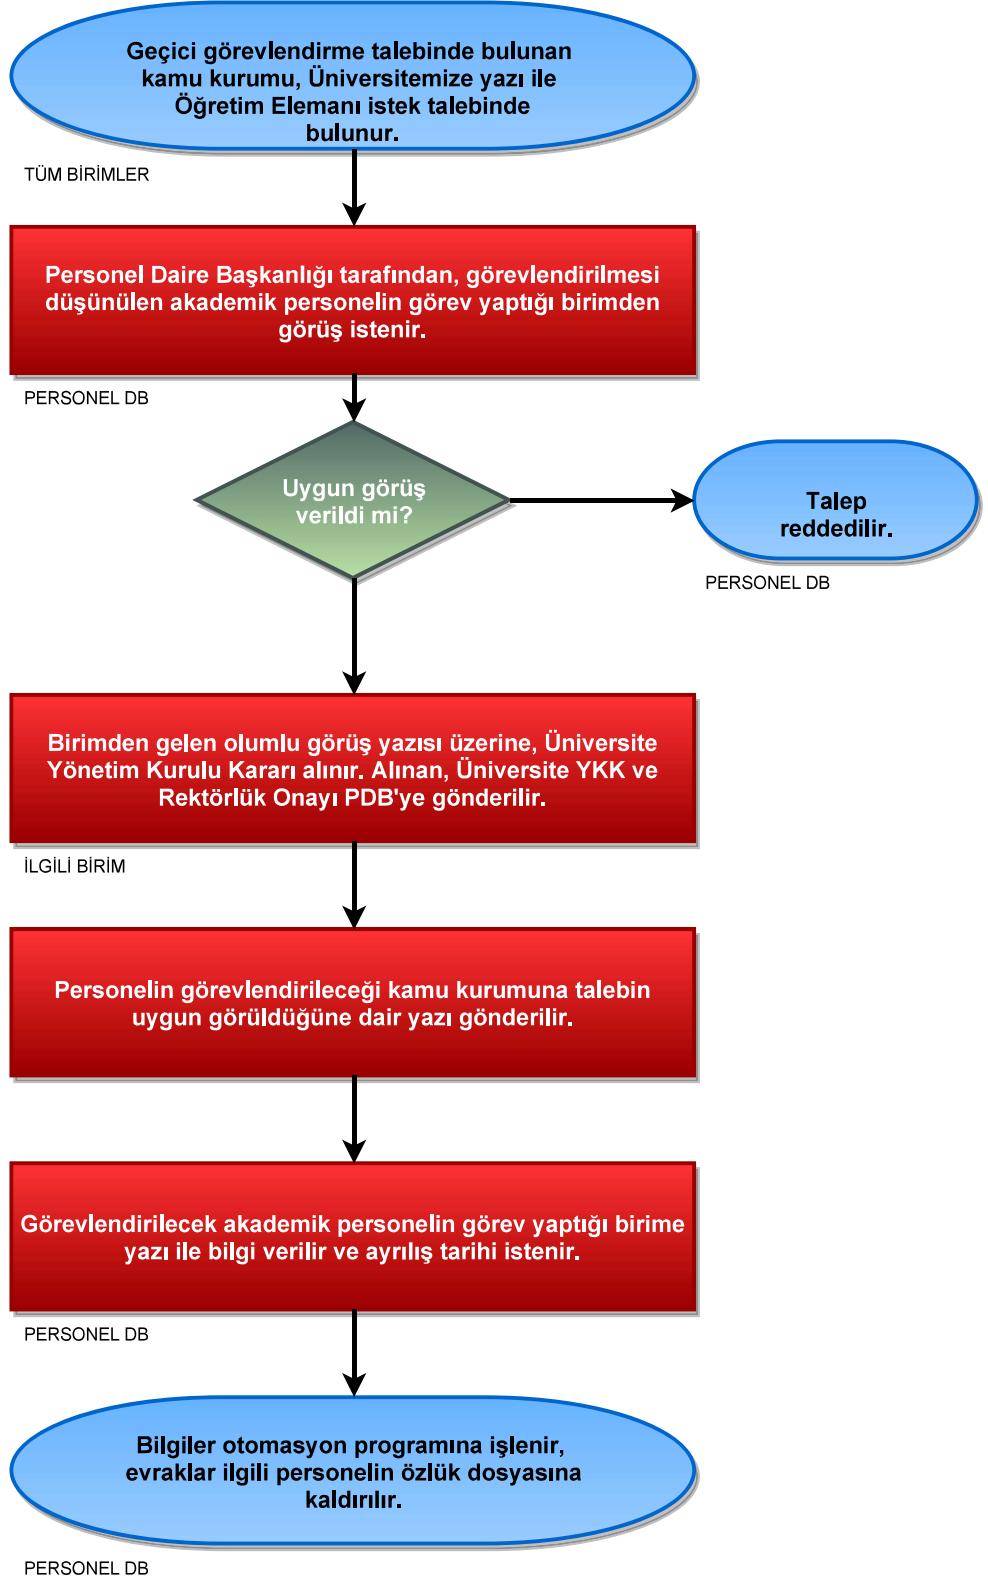 Geçici görevlendirme talebinde bulunan
kamu kurumu, Üniversitemize yazı ile
Öğretim Elemanı istek talebinde
bulunur.
TÜM BİRİMLER
Personel Daire Başkanlığı tarafından, görevlendirilmesi
düşünülen akademik personelin görev yaptığı birimden
görüş istenir.
PERSONEL DB
Uygun görüş
verildi mi?
Talep
reddedilir.
PERSONEL DB
Birimden gelen olumlu görüş yazısı üzerine, Üniversite
Yönetim Kurulu Kararı alınır. Alınan, Üniversite YKK ve
Rektörlük Onayı PDB'ye gönderilir.
İLGİLİ BİRİM
Personelin görevlendirileceği kamu kurumuna talebin
uygun görüldüğüne dair yazı gönderilir.
Görevlendirilecek akademik personelin görev yaptığı birime
yazı ile bilgi verilir ve ayrılış tarihi istenir.
PERSONEL DB
Bilgiler otomasyon programına işlenir,
evraklar ilgili personelin özlük dosyasına
kaldırılır.
PERSONEL DB